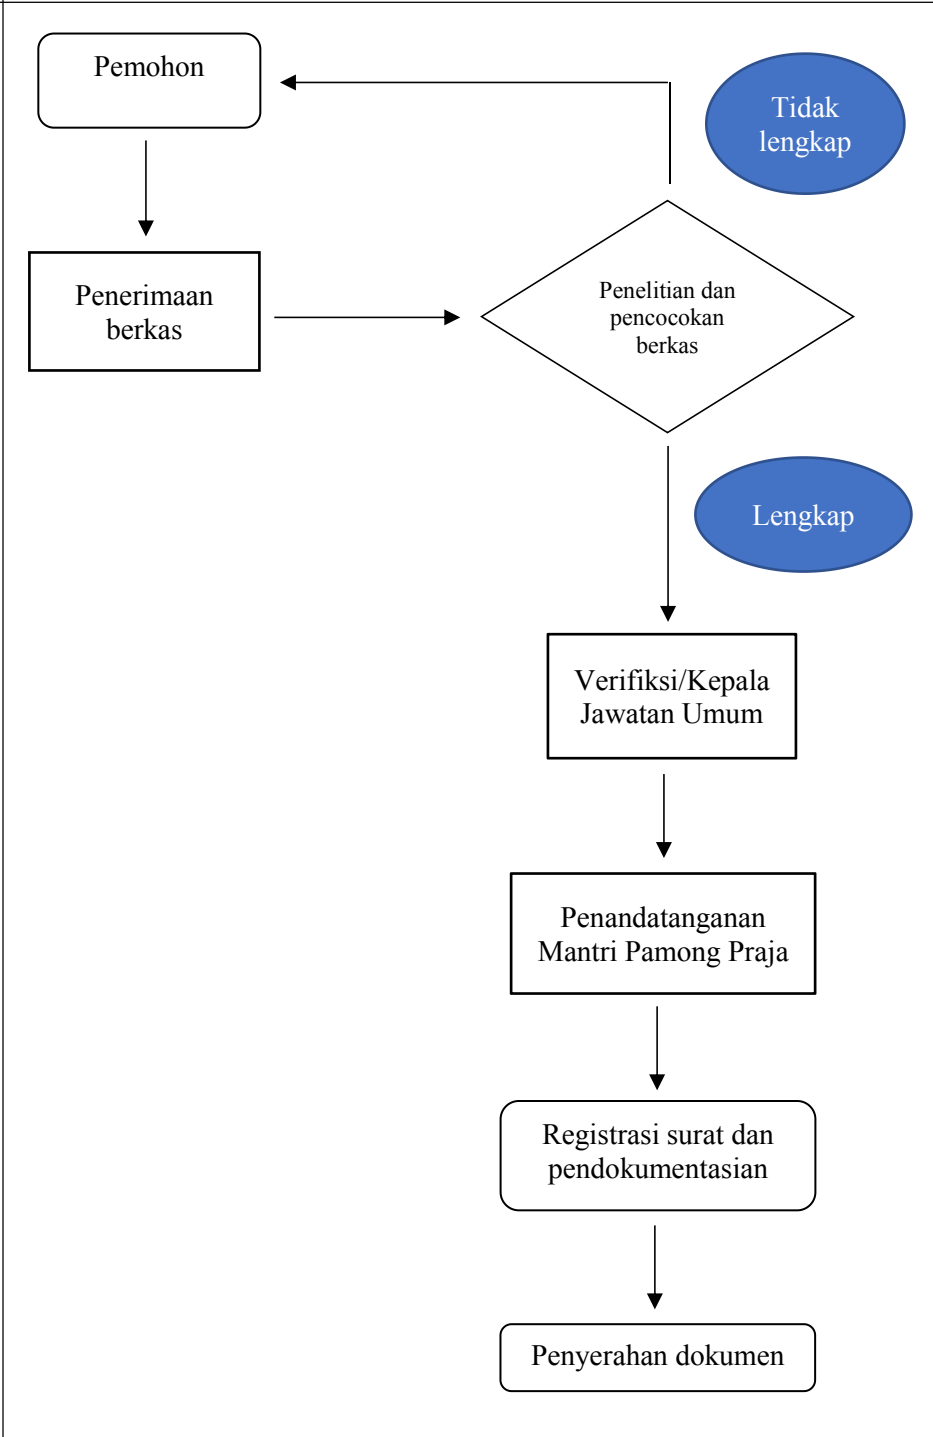 Pemohon
Tidak
lengkap
Penerimaan
berkas
Penelitian dan
pencocokan
berkas
Lengkap
Verifiksi/Kepala
Jawatan Umum
Penandatanganan
Mantri Pamong Praja
Registrasi surat dan
pendokumentasian
Penyerahan dokumen